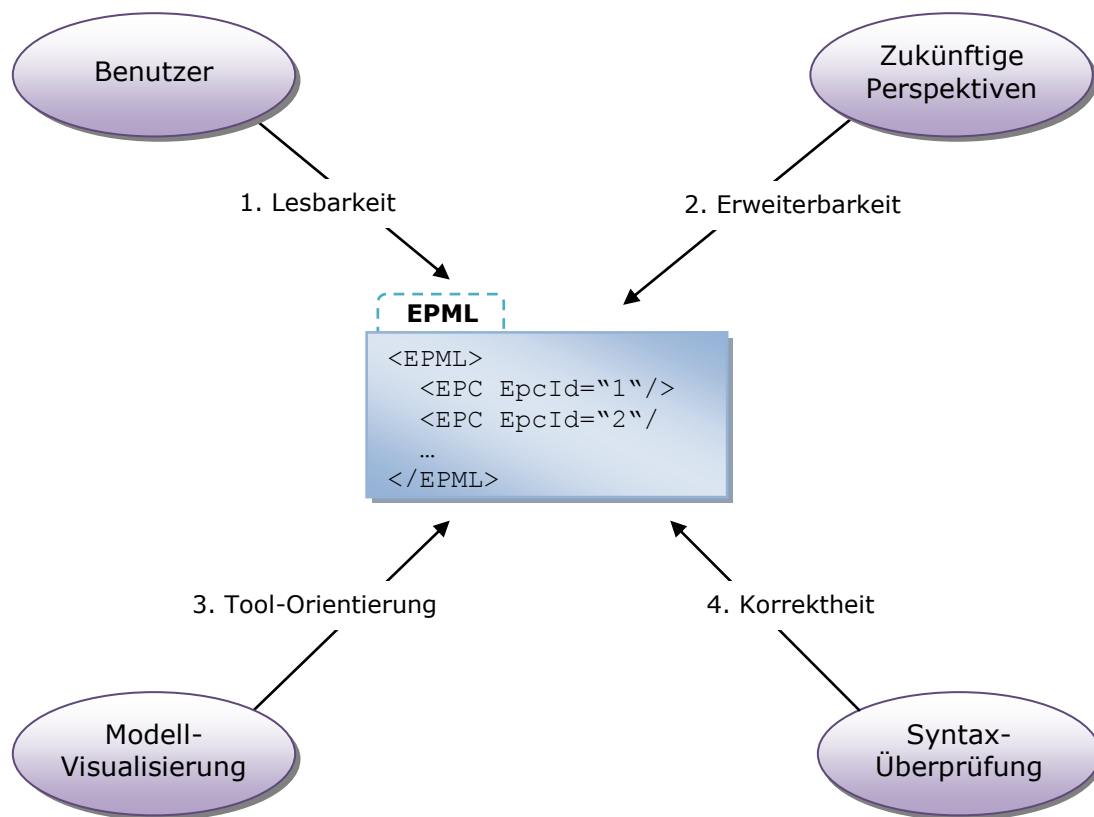 Benutzer
Zukünftige
Perspektiven
1. Lesbarkeit
2. Erweiterbarkeit
EPML
<EPML>
<EPC EpcId=“1“/>
<EPC EpcId=“2“/
…
</EPML>
3. Tool-Orientierung
4. Korrektheit
Modell-
Visualisierung
Syntax-
Überprüfung